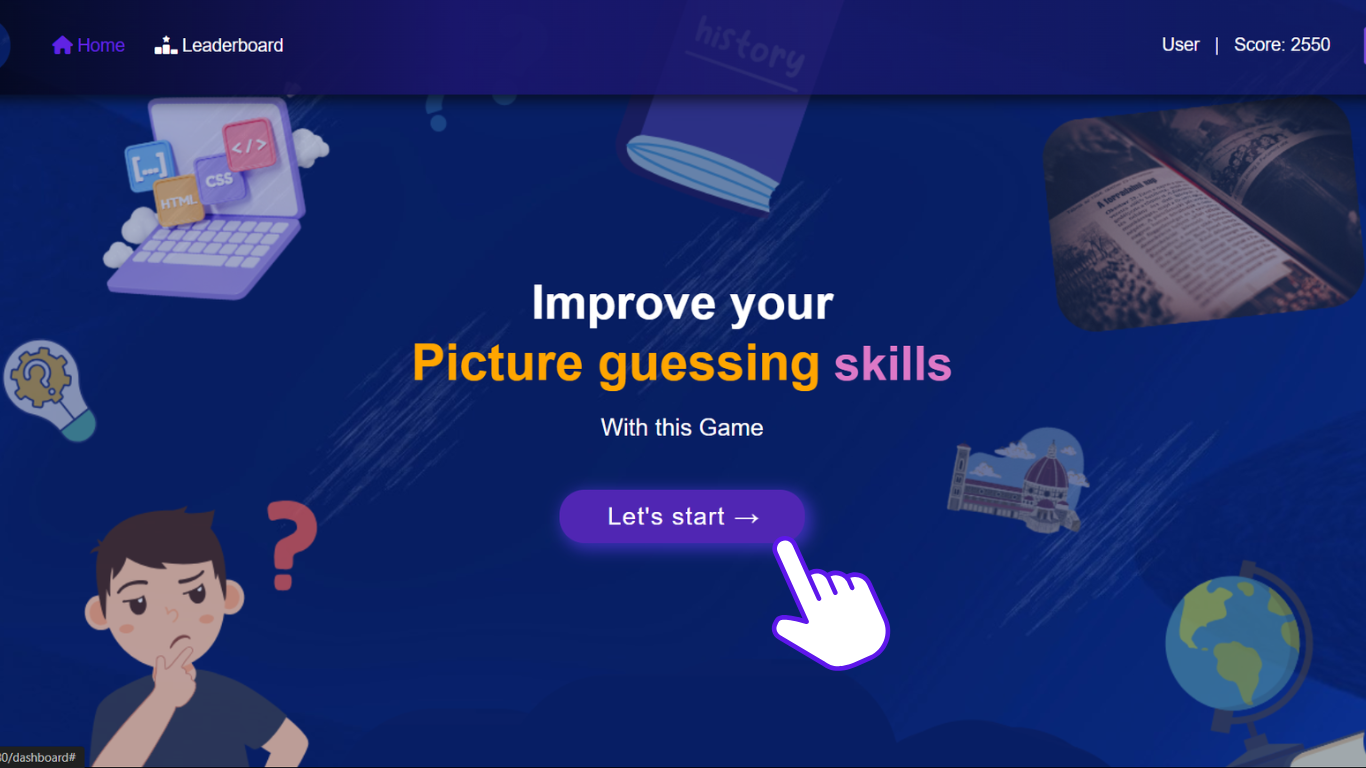 Home Leaderboard User | Score: 2550
history
</>
[...]
CSS
HTML
Improve your
Picture guessing skills
With this Game
Let's start →
?
30/dashboard#